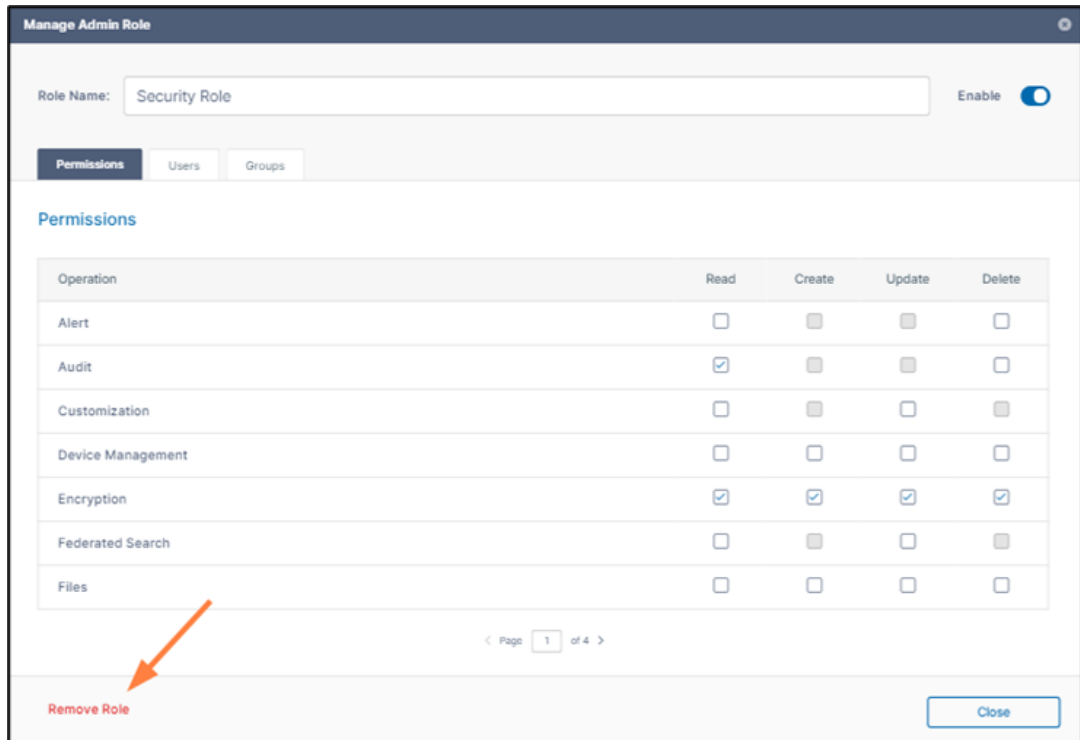 Manage Admin Role
Role Name: Security Role Enable
Permissions Users Groups
Permissions
Operation Read Create Update Delete
Alert
Audit
Customization
Device Management
Encryption
Federated Search
Files
< Page 1 of 4 >
Remove Role Close